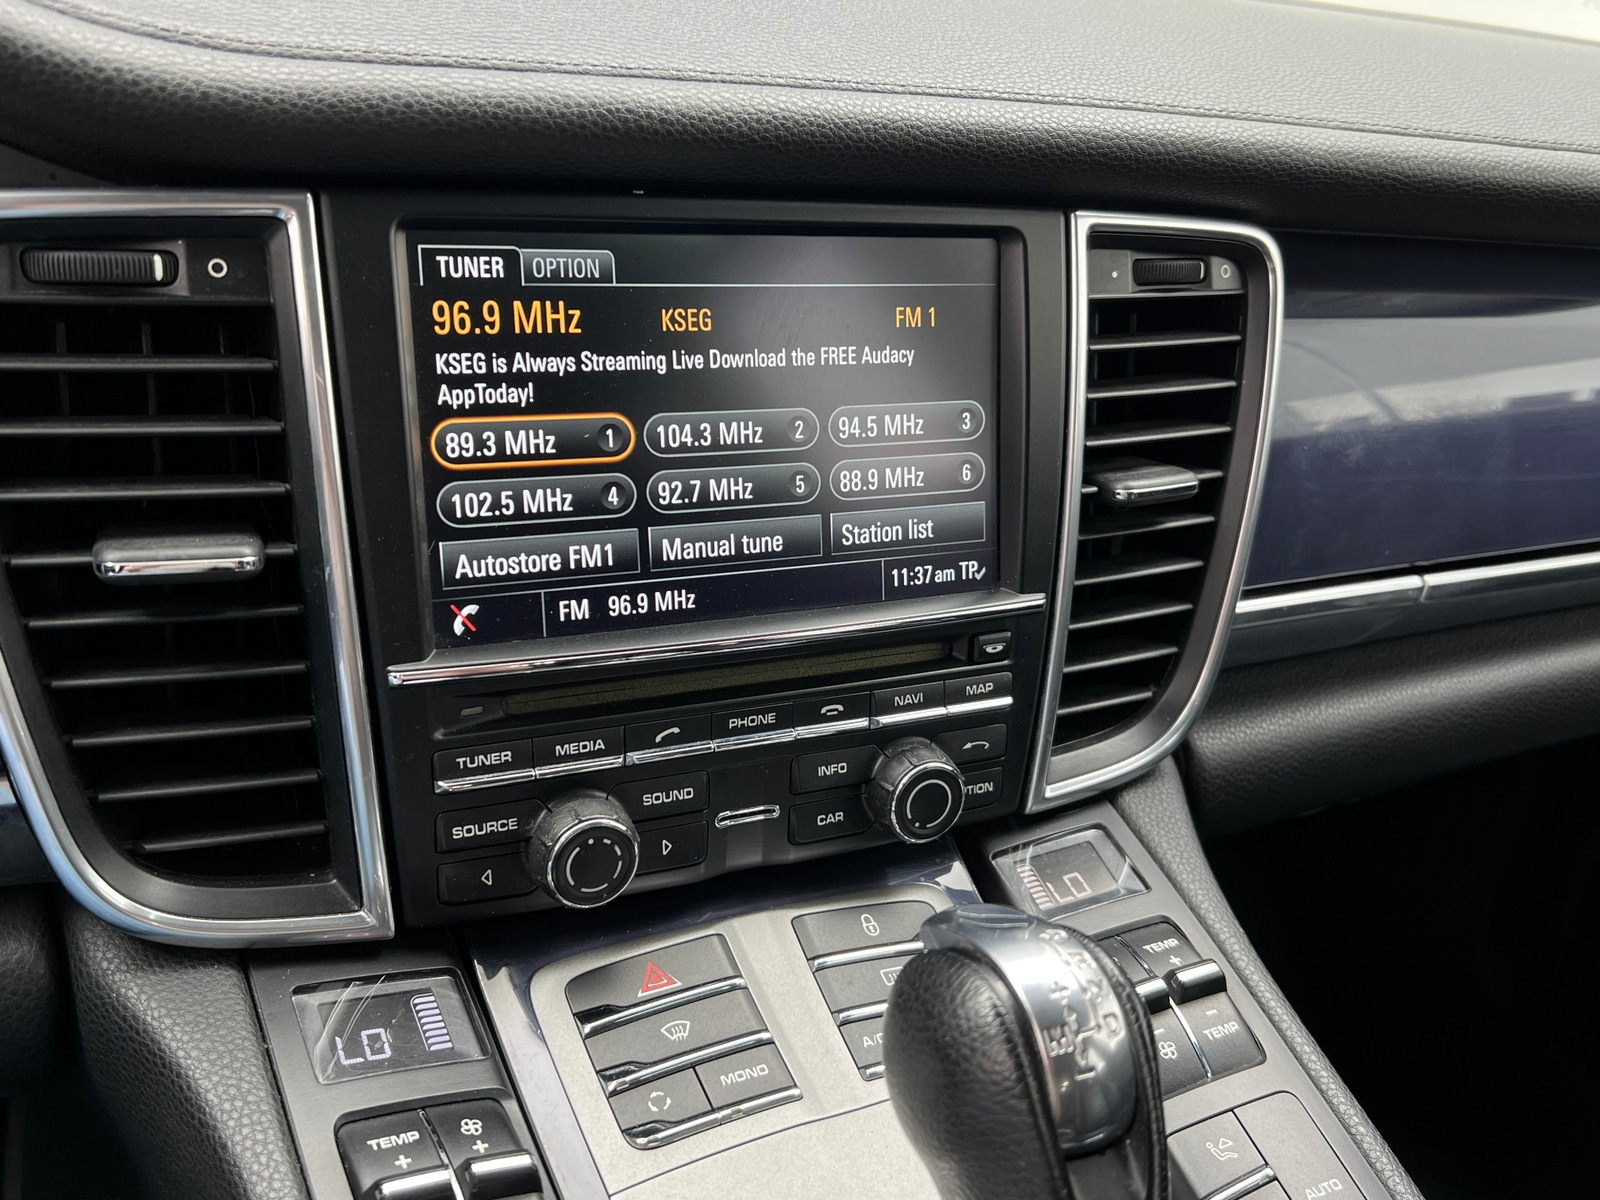 TUNER OPTION
96.9 MHz KSEG FM 1
KSEG is Always Streaming Live Download the FREE Audacy
AppToday!
89.3 MHz 1 104.3 MHz 2 94.5 MHz 3
102.5 MHz 4 92.7 MHz 5 88.9 MHz 6
Autostore FM1 Manual tune Station list
FM 96.9 MHz 11:37 am TP
TUNER MEDIA PHONE NAVI MAP
SOURCE SOUND INFO
CAR
LO
LO
MONO
TEMP
+
+
TEMP
+
-
TEMP
AUTO